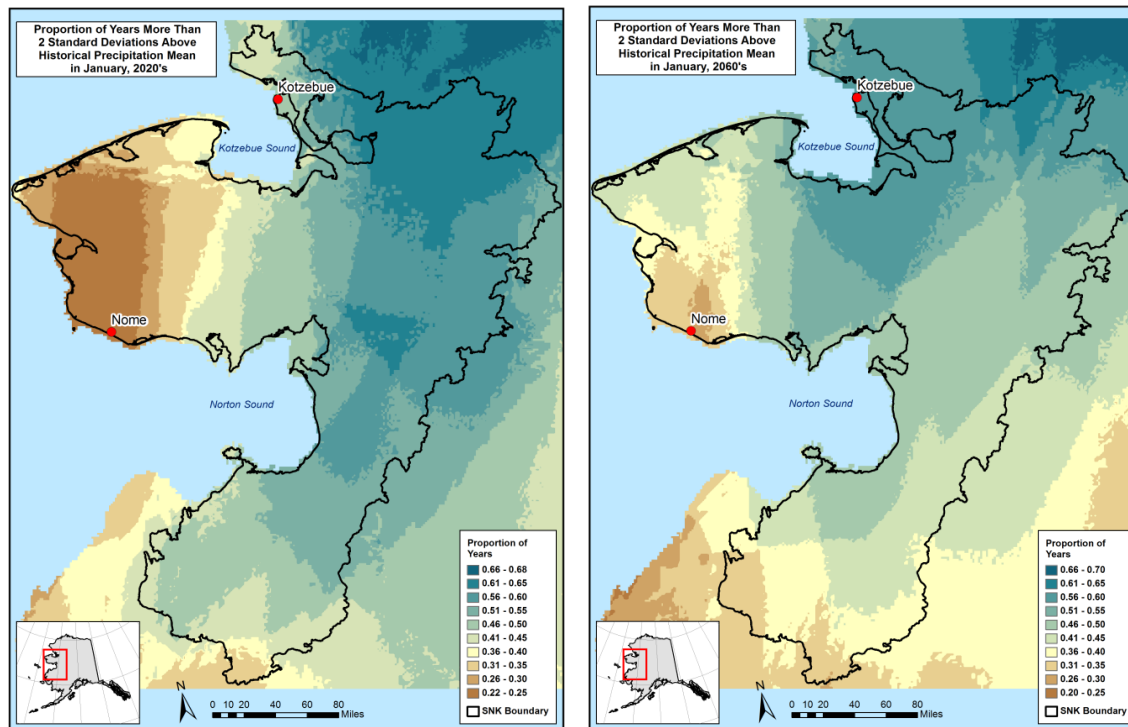 Proportion of Years More Than
2 Standard Deviations Above
Historical Precipitation Mean
in January, 2020's
Kotzebue
Kotzebue Sound
Nome
Norton Sound
Proportion of
Years
0.66 - 0.68
0.61 - 0.65
0.56 - 0.60
0.51 - 0.55
0.46 - 0.50
0.41 - 0.45
0.36 - 0.40
0.31 - 0.35
0.26 - 0.30
0.22 - 0.25
SNK Boundary
N
0 10 20 40 60 80
Miles
Proportion of Years More Than
2 Standard Deviations Above
Historical Precipitation Mean
in January, 2060's
Kotzebue
Kotzebue Sound
Nome
Norton Sound
Proportion of
Years
0.66 - 0.70
0.61 - 0.65
0.56 - 0.60
0.51 - 0.55
0.46 - 0.50
0.41 - 0.45
0.36 - 0.40
0.31 - 0.35
0.26 - 0.30
0.20 - 0.25
SNK Boundary
N
0 10 20 40 60 80
Miles